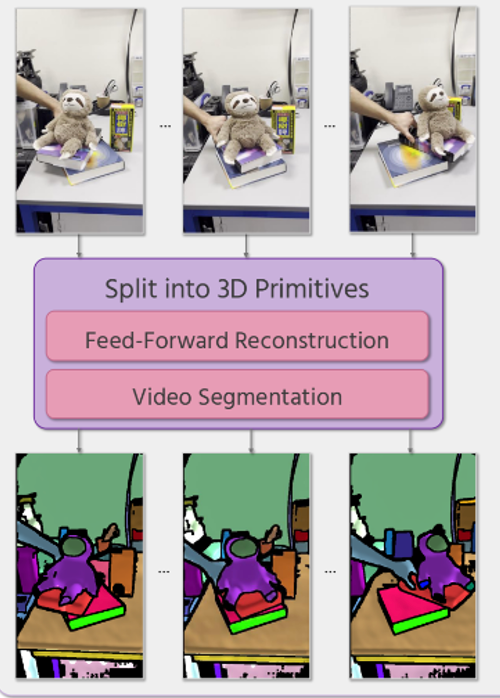 ...
...
Split into 3D Primitives
Feed-Forward Reconstruction
Video Segmentation
...
...